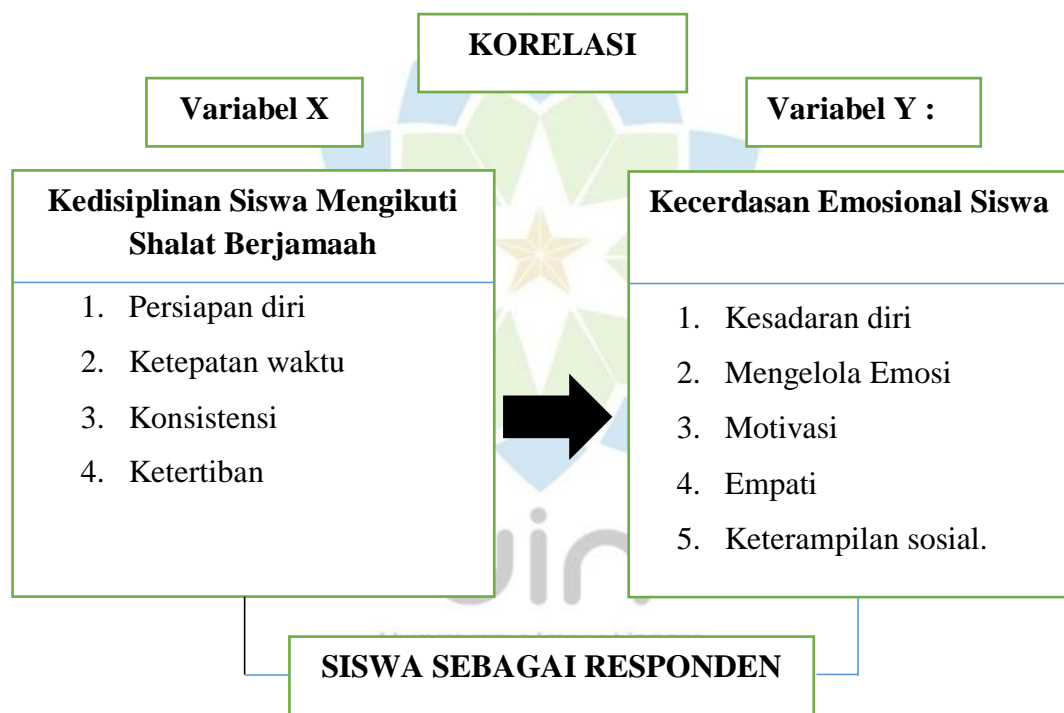 KORELASI
Variabel X
Variabel Y :
Kedisiplinan Siswa Mengikuti
Shalat Berjamaah
1. Persiapan diri
2. Ketepatan waktu
3. Konsistensi
4. Ketertiban
Kecerdasan Emosional Siswa
1. Kesadaran diri
2. Mengelola Emosi
3. Motivasi
4. Empati
5. Keterampilan sosial.
uin
SISWA SEBAGAI RESPONDEN